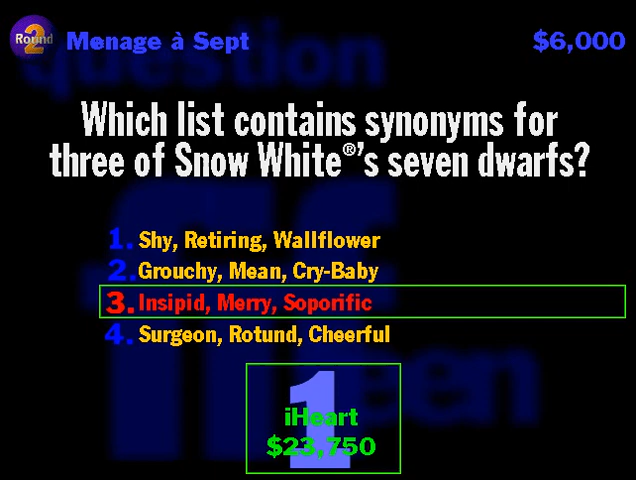 Round 2
Menage à Sept
$6,000
question
Which list contains synonyms for
three of Snow White®'s seven dwarfs?
1. Shy, Retiring, Wallflower
2. Grouchy, Mean, Cry-Baby
3. Insipid, Merry, Soporific
4. Surgeon, Rotund, Cheerful
fifteen
1
iHeart
$23,750